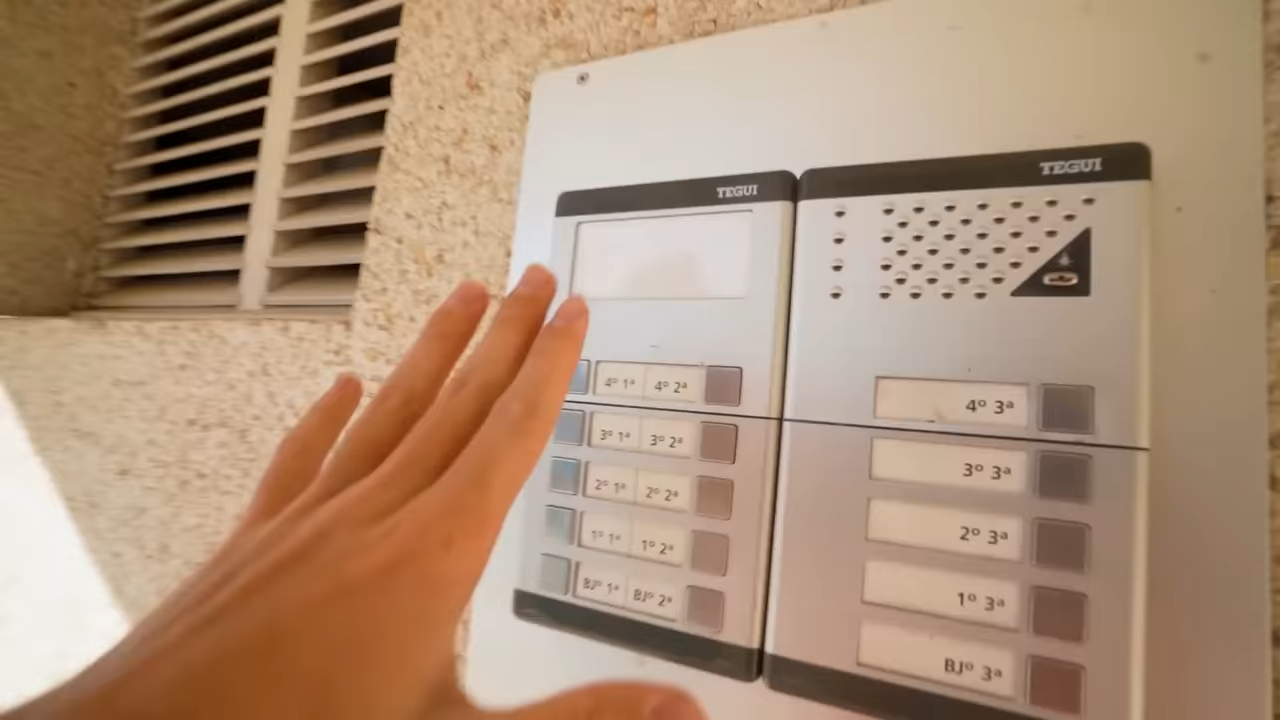 TEGUI
4º 1ª 4º 2ª
3º 1ª 3º 2ª
2º 1ª 2º 2ª
1º 1ª 1º 2ª
BJº 1ª BJº 2ª
TEGUI
4º 3ª
3º 3ª
2º 3ª
1º 3ª
BJº 3ª